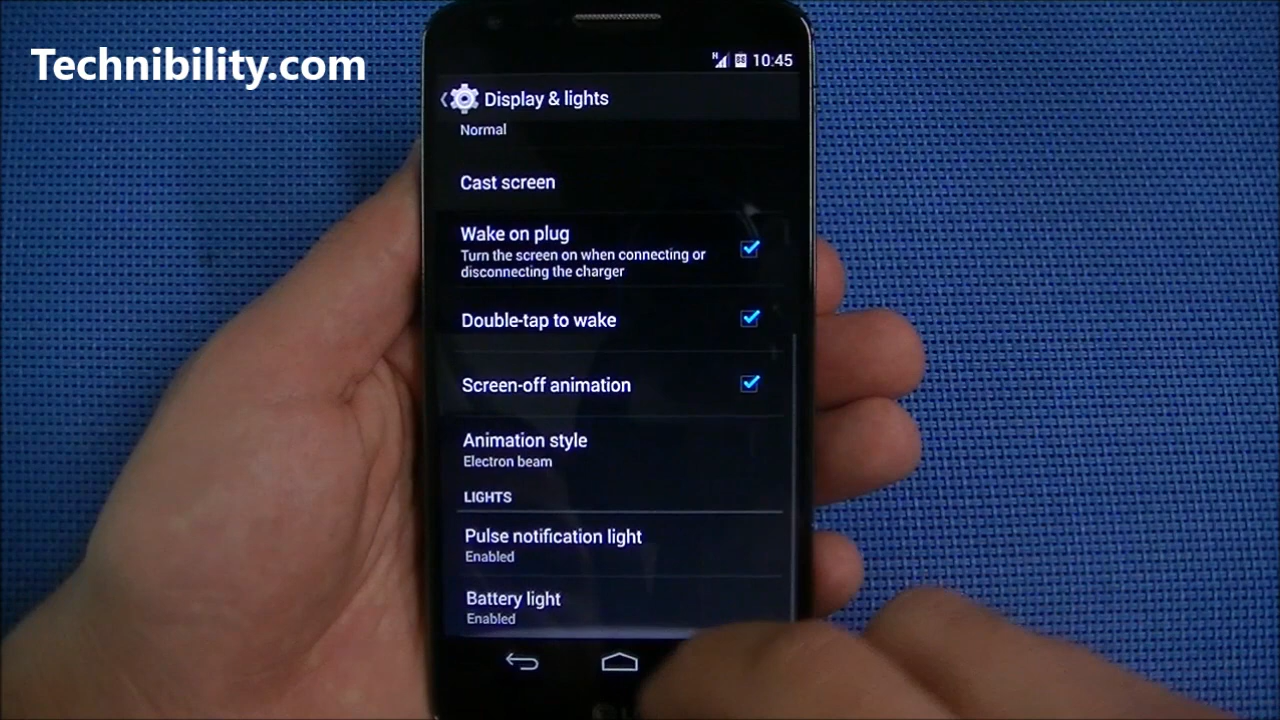 Technibility.com
H 10:45
Display & lights
Normal
Cast screen
Wake on plug
Turn the screen on when connecting or
disconnecting the charger
Double-tap to wake
Screen-off animation
Animation style
Electron beam
LIGHTS
Pulse notification light
Enabled
Battery light
Enabled